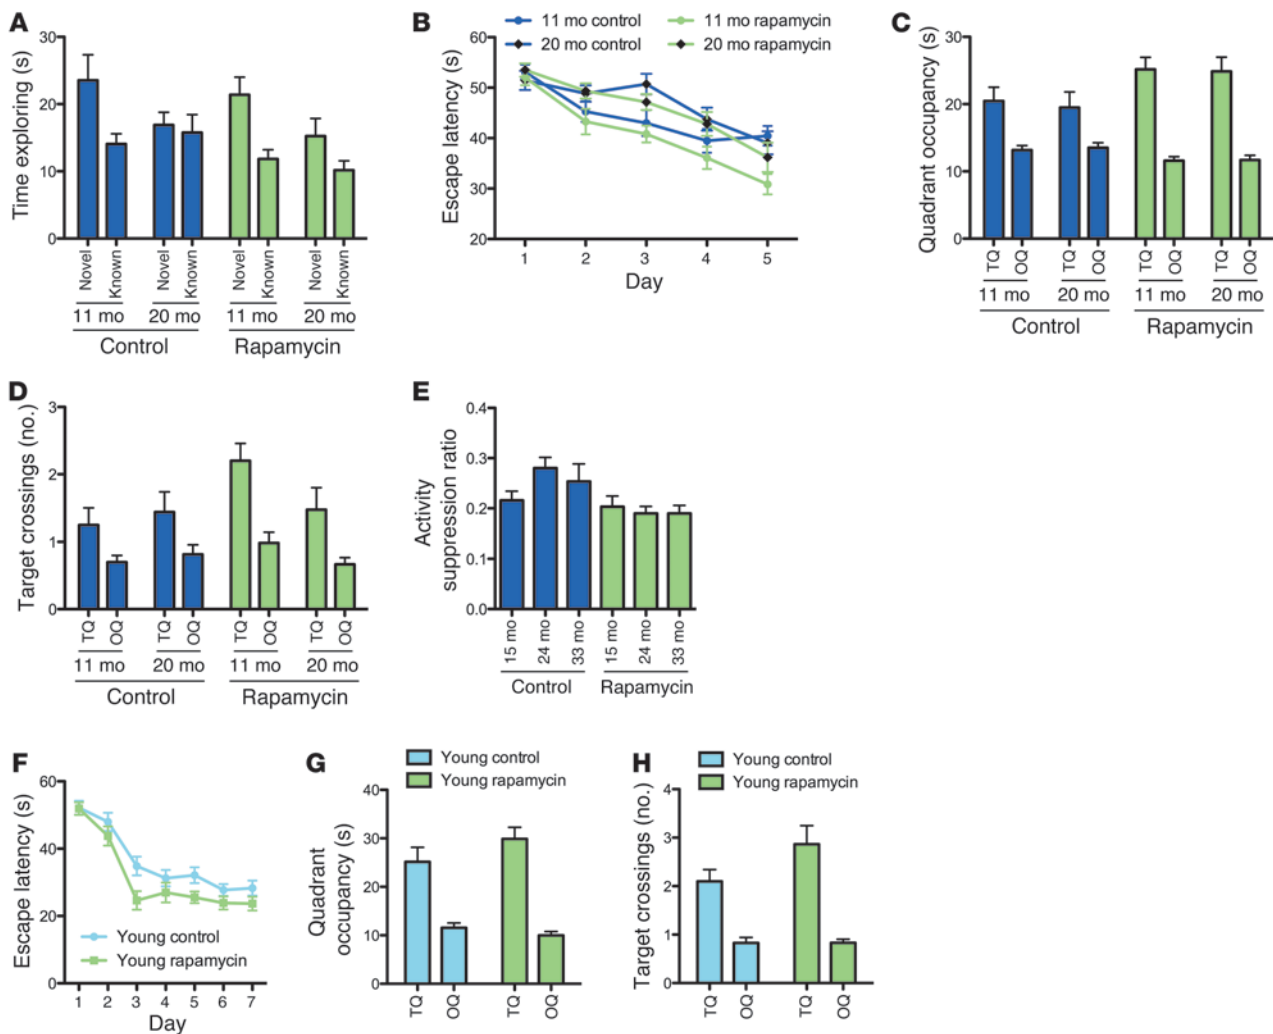 A
Time exploring (s)
30
20
10
0
Novel
Known
Novel
Known
Novel
Known
Novel
Known
11 mo
20 mo
11 mo
20 mo
Control
Rapamycin
B
11 mo control
11 mo rapamycin
20 mo control
20 mo rapamycin
Escape latency (s)
60
50
40
30
20
1
2
3
4
5
Day
C
Quadrant occupancy (s)
30
20
10
0
TQ
OQ
TQ
OQ
TQ
OQ
TQ
OQ
11 mo
20 mo
11 mo
20 mo
Control
Rapamycin
D
Target crossings (no.)
3
2
1
0
TQ
OQ
TQ
OQ
TQ
OQ
TQ
OQ
11 mo
20 mo
11 mo
20 mo
Control
Rapamycin
E
Activity
suppression ratio
0.4
0.3
0.2
0.1
0.0
15 mo
24 mo
33 mo
15 mo
24 mo
33 mo
Control
Rapamycin
F
Escape latency (s)
60
40
20
0
Young control
Young rapamycin
1
2
3
4
5
6
7
Day
G
Young control
Young rapamycin
Quadrant
occupancy (s)
40
30
20
10
0
TQ
OQ
TQ
OQ
H
Young control
Young rapamycin
Target crossings (no.)
4
3
2
1
0
TQ
OQ
TQ
OQ